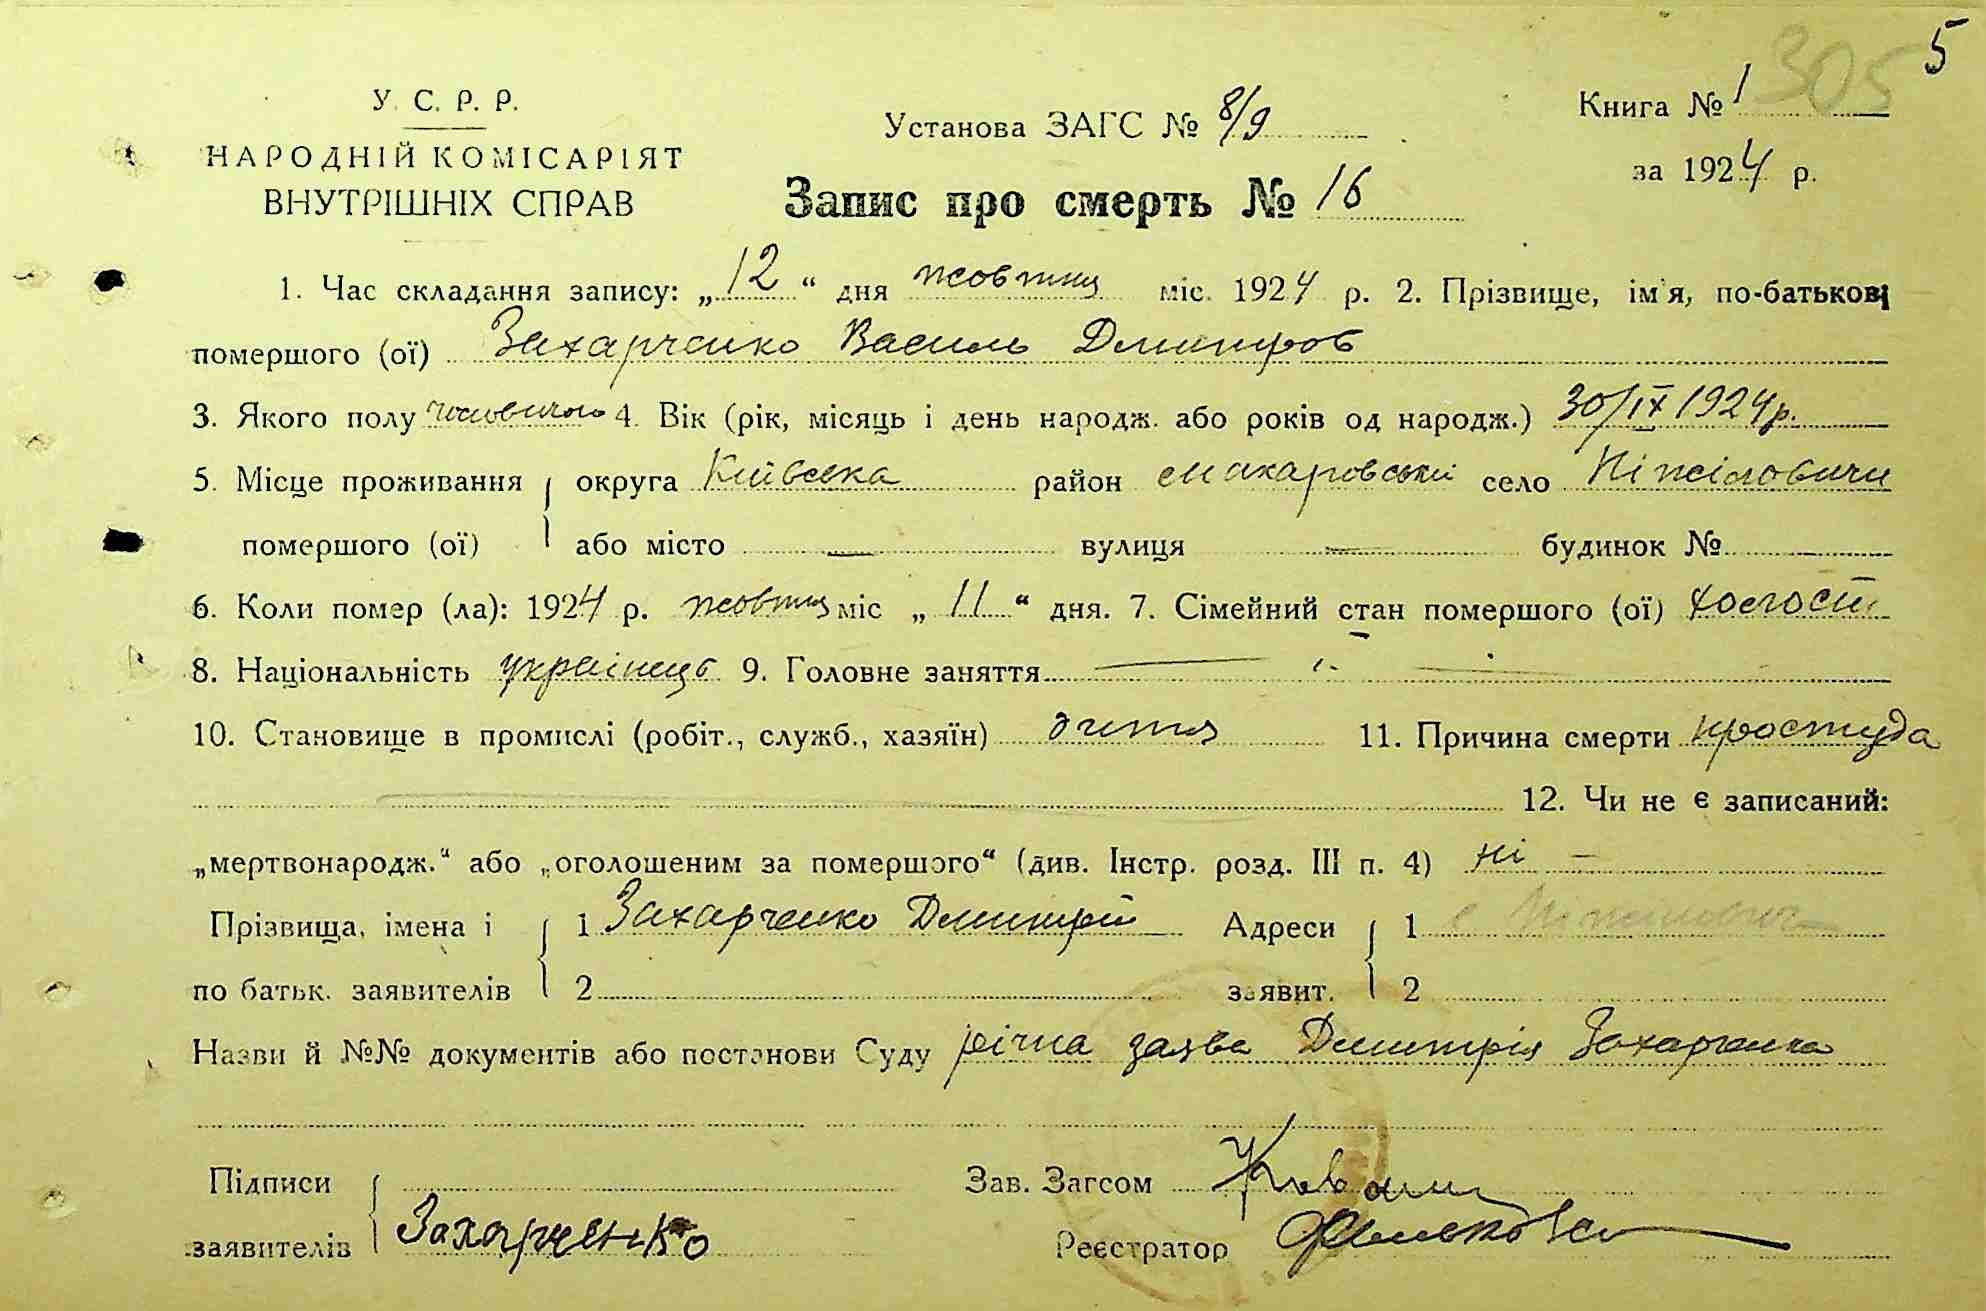 305 5
У. С. Р. Р.
НАРОДНІЙ КОМІСАРІЯТ
ВНУТРІШНІХ СПРАВ
Установа ЗАГС № 8/9
Книга № 1
за 1924 р.
Запис про смерть № 16
1. Час складання запису: „12“ дня жовтня міс. 1924 р. 2. Прізвище, ім'я, по-батькові
помершого (ої) Захарченко Василь Дмитров
3. Якого полу 4. Вік (рік, місяць і день народж. або років од народж.) 30/IX 1924 р.
5. Місце проживання округа Київська район Макаровський село Ніжіловичи
помершого (ої) або місто — вулиця — будинок № —
6. Коли помер (ла): 1924 р. жовтня міс „11“ дня. 7. Сімейний стан помершого (ої)
8. Національність українець 9. Головне заняття —
10. Становище в промислі (робіт., служб., хазяїн) дитя 11. Причина смерти простуда
12. Чи не є записаний:
„мертвонародж.“ або „оголошеним за помершого“ (див. Інстр. розд. III п. 4) ні —
Прізвища, імена і 1 Захарченко Дмитрій Адреси 1 с Ніжіловичі
по батьк. заявителів 2 заявит. 2
Назви й №№ документів або постанови Суду річна заява Дмитрія Захарченка
Підписи Зав. Загсом
заявителів Захарченко Реєстратор